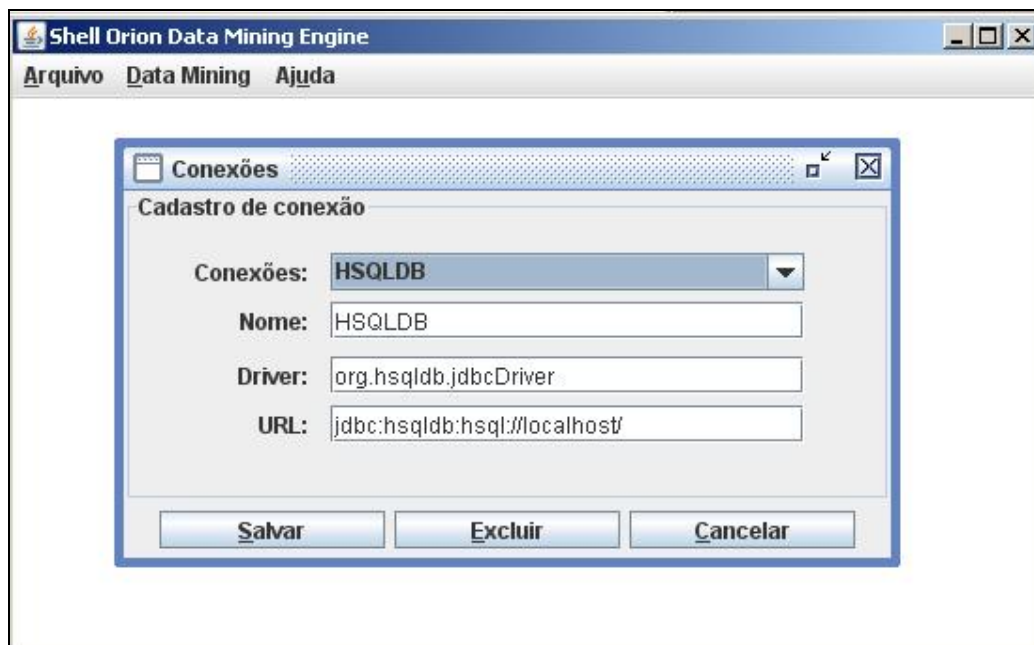 Shell Orion Data Mining Engine
Arquivo Data Mining Ajuda
Conexões
Cadastro de conexão
Conexões: HSQLDB
Nome: HSQLDB
Driver: org.hsqldb.jdbcDriver
URL: jdbc:hsqldb:hsql://localhost/
Salvar Excluir Cancelar